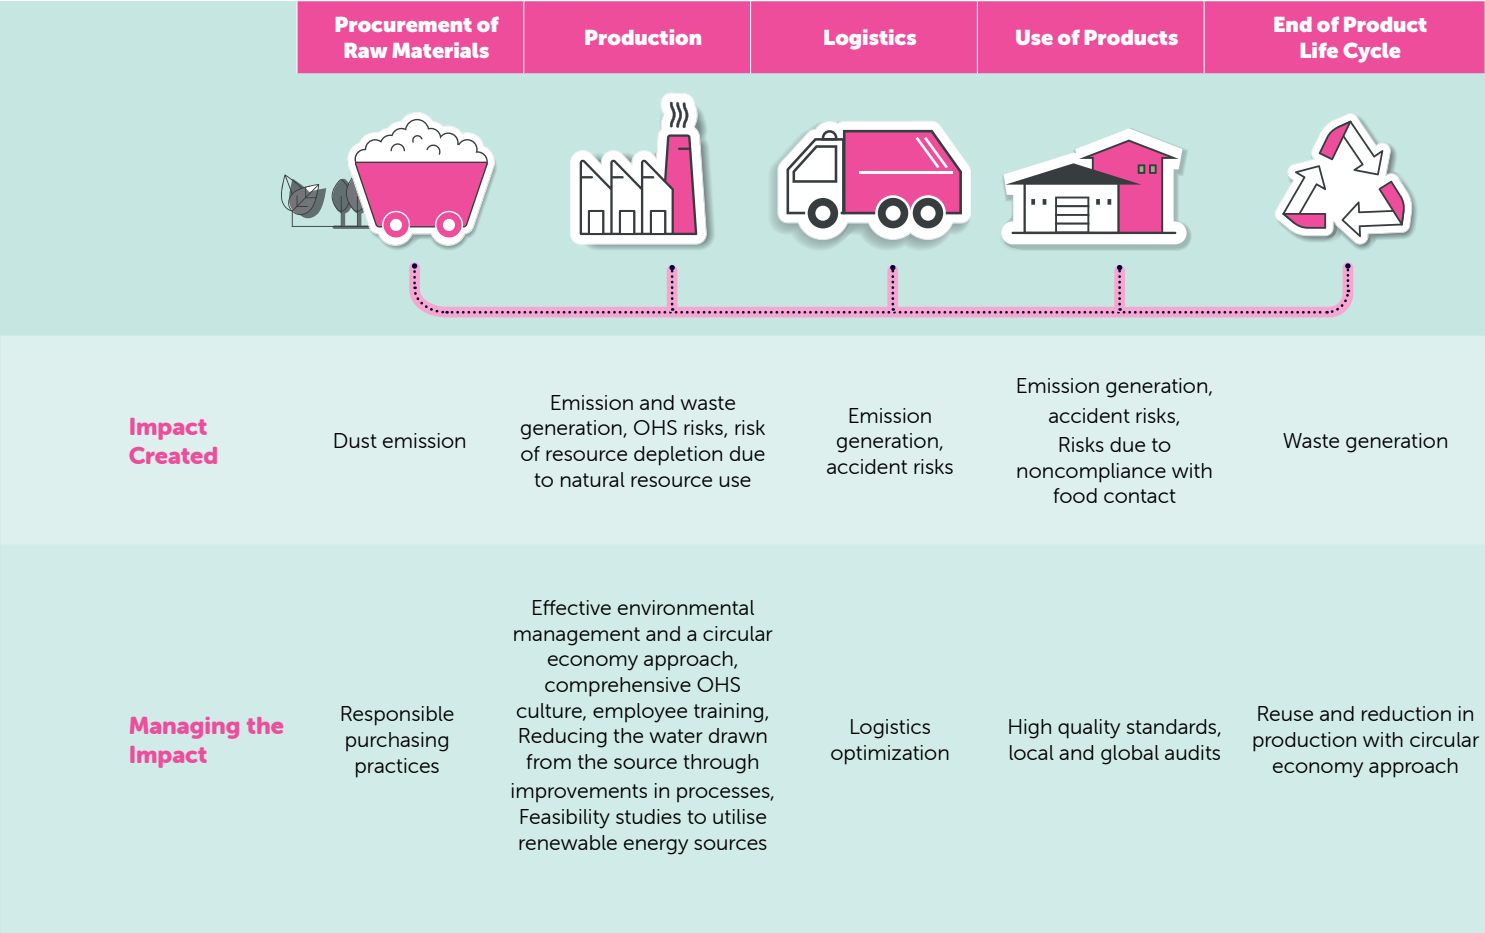 Procurement of
Raw Materials
Production
Logistics
Use of Products
End of Product
Life Cycle
Impact
Created
Dust emission
Emission and waste
generation, OHS risks, risk
of resource depletion due
to natural resource use
Emission
generation,
accident risks
Emission generation,
accident risks,
Risks due to
noncompliance with
food contact
Waste generation
Managing the
Impact
Responsible
purchasing
practices
Effective environmental
management and a circular
economy approach,
comprehensive OHS
culture, employee training,
Reducing the water drawn
from the source through
improvements in processes,
Feasibility studies to utilise
renewable energy sources
Logistics
optimization
High quality standards,
local and global audits
Reuse and reduction in
production with circular
economy approach